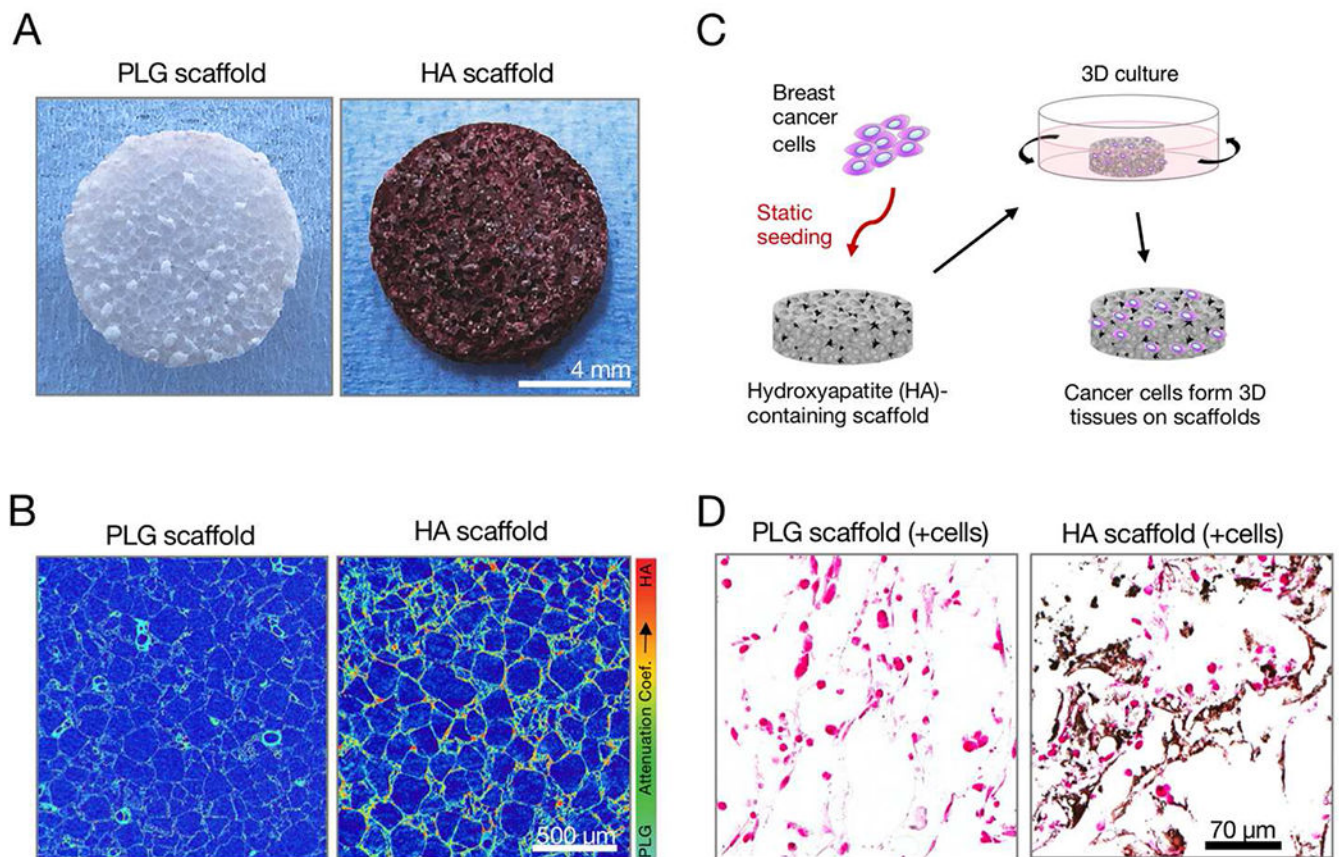 A
PLG scaffold
HA scaffold
4 mm
B
PLG scaffold
HA scaffold
PLG Attenuation Coef. → HA
500 µm
C
Breast
cancer
cells
Static
seeding
Hydroxyapatite (HA)-
containing scaffold
3D culture
Cancer cells form 3D
tissues on scaffolds
D
PLG scaffold (+cells)
HA scaffold (+cells)
70 µm